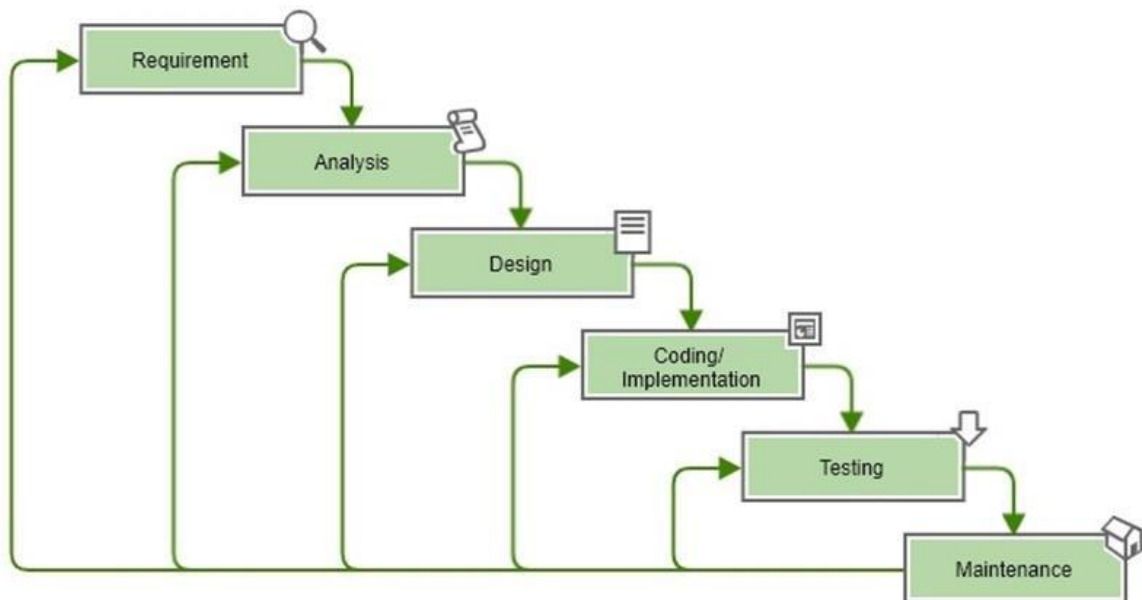 Requirement
Analysis
Design
Coding/
Implementation
Testing
Maintenance